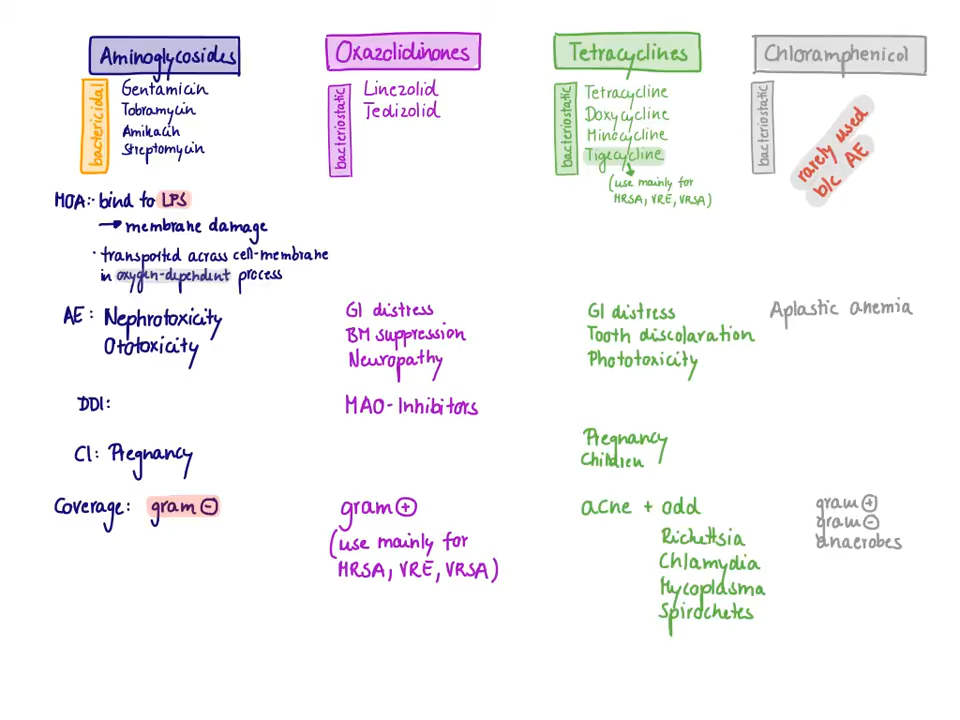 Aminoglycosides
bactericidal
Gentamicin
Tobramycin
Amikacin
Streptomycin
MOA: · bind to LPS
→ membrane damage
· transported across cell-membrane
in oxygen-dependent process
AE: Nephrotoxicity
Ototoxicity
DDI:
CI: Pregnancy
Coverage: gram ⊖
Oxazolidinones
bacteriostatic
Linezolid
Tedizolid
GI distress
BM suppression
Neuropathy
MAO-Inhibitors
gram ⊕
(use mainly for
MRSA, VRE, VRSA)
Tetracyclines
bacteriostatic
Tetracycline
Doxycycline
Minocycline
Tigecycline
(use mainly for
MRSA, VRE, VRSA)
GI distress
Tooth discolaration
Phototoxicity
Pregnancy
Children
acne + odd
Rickettsia
Chlamydia
Mycoplasma
Spirochetes
Chloramphenicol
bacteriostatic
rarely used
b/c AE
Aplastic anemia
gram ⊕
gram ⊖
anaerobes